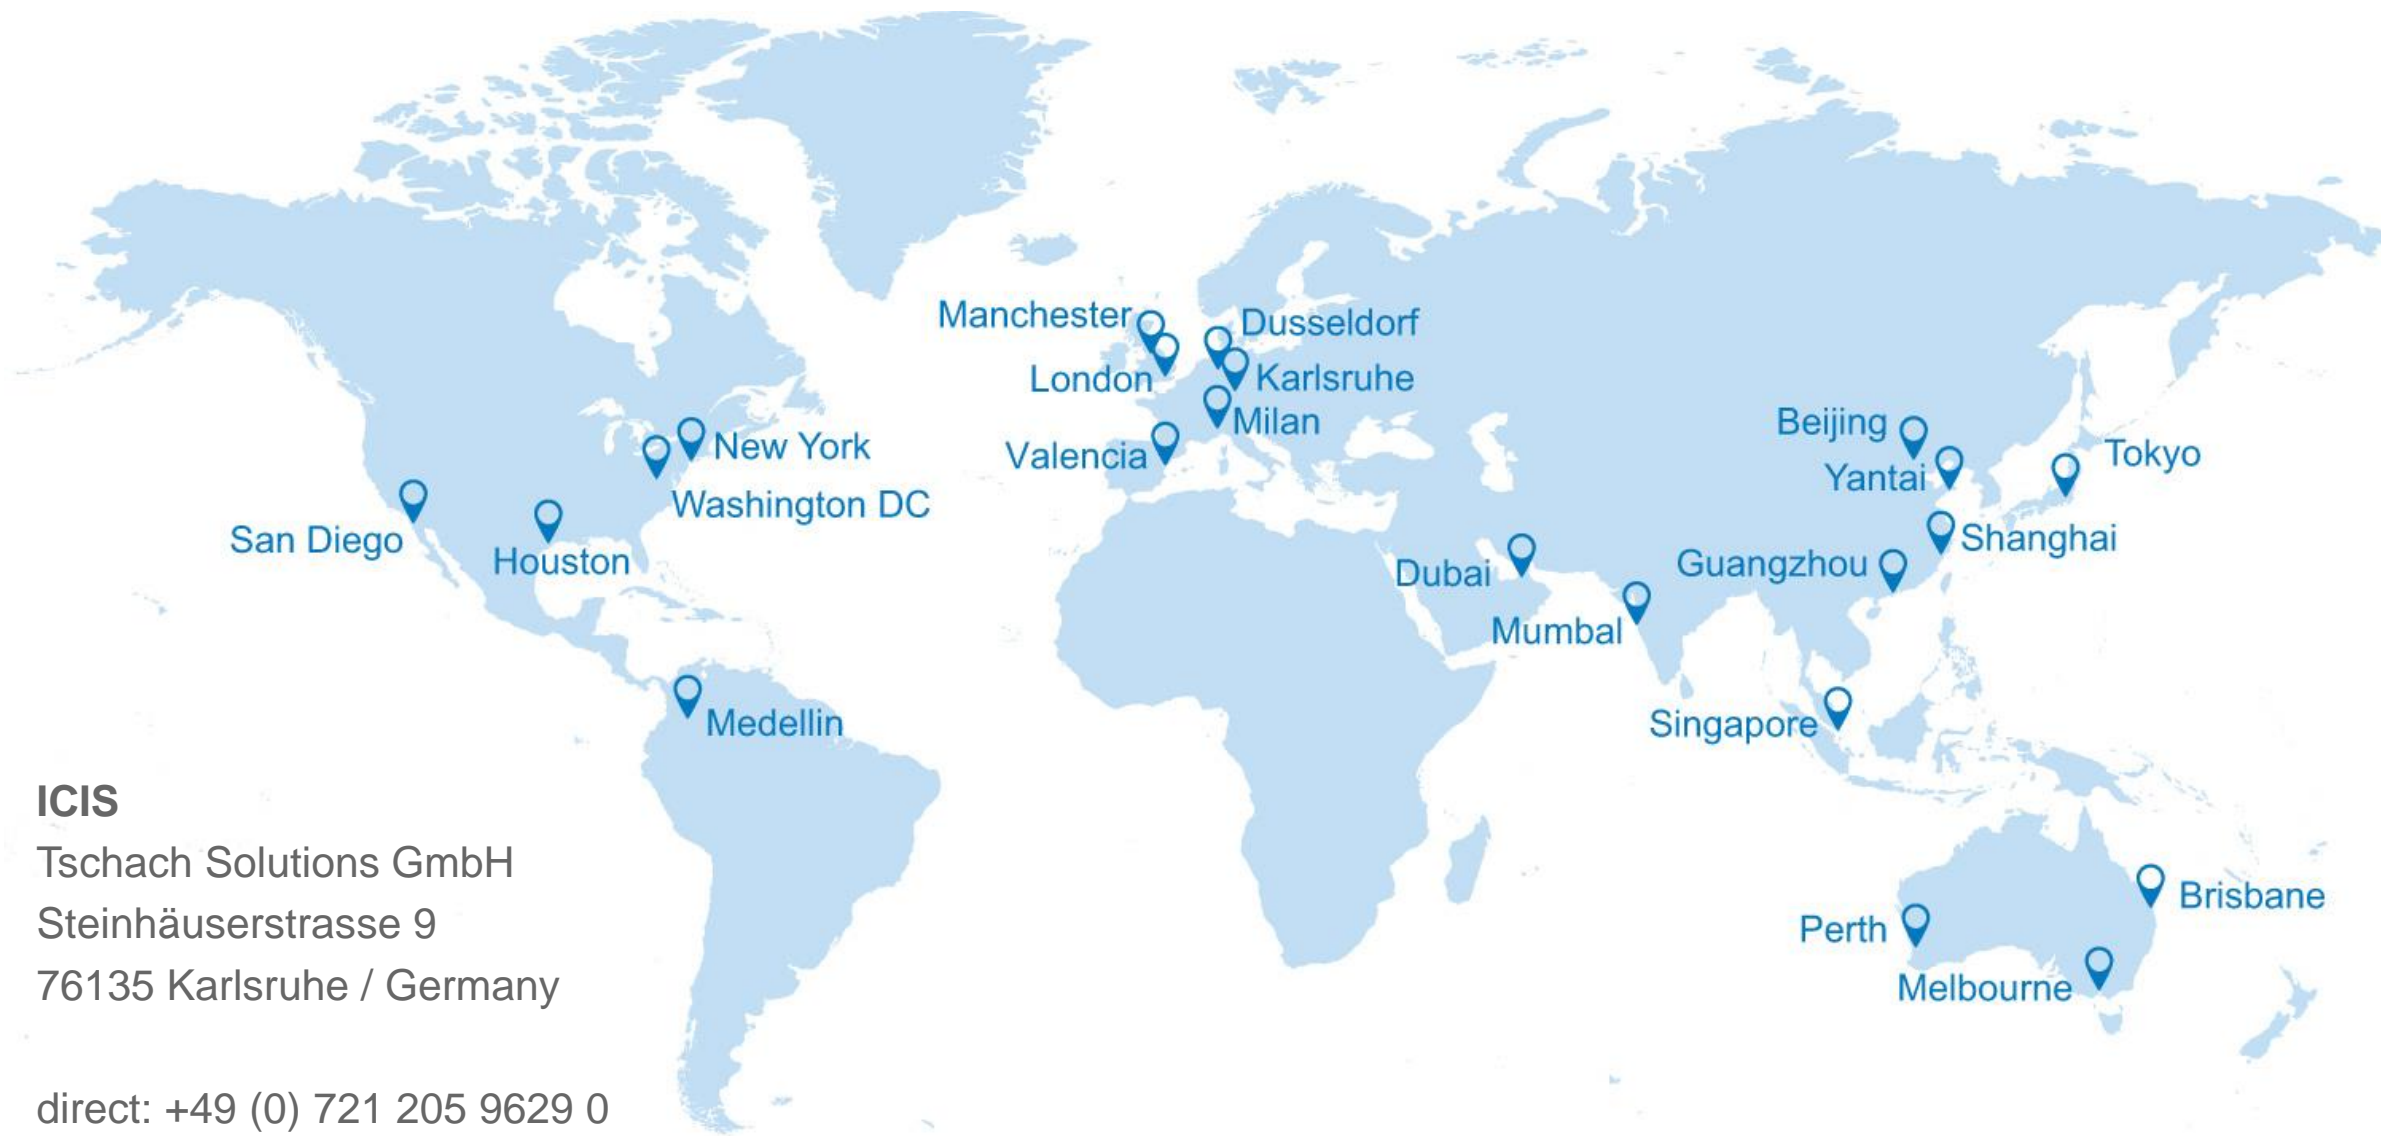 Manchester
Dusseldorf
London
Karlsruhe
Milan
Valencia
New York
Washington DC
San Diego
Houston
Beijing
Yantai
Tokyo
Shanghai
Guangzhou
Dubai
Mumbal
Singapore
Medellin
Brisbane
Perth
Melbourne
ICIS
Tschach Solutions GmbH
Steinhäuserstrasse 9
76135 Karlsruhe / Germany
direct: +49 (0) 721 205 9629 0